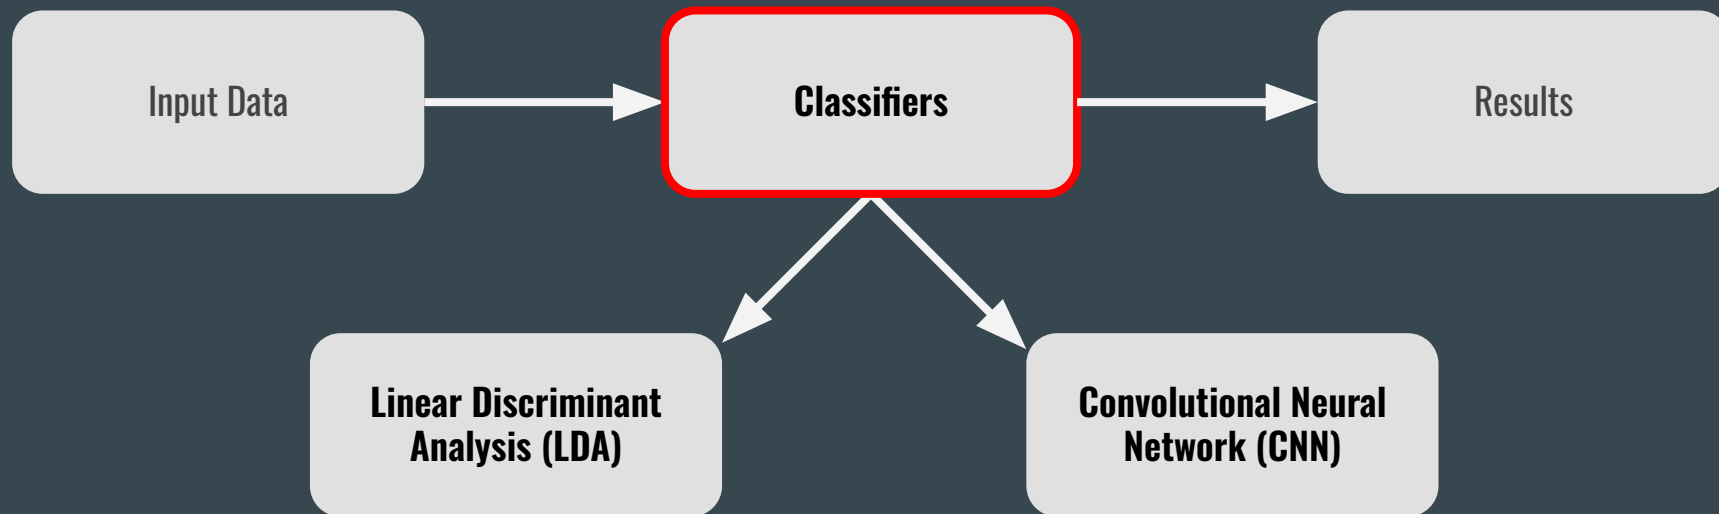 Input Data
Classifiers
Results
Linear Discriminant
Analysis (LDA)
Convolutional Neural
Network (CNN)